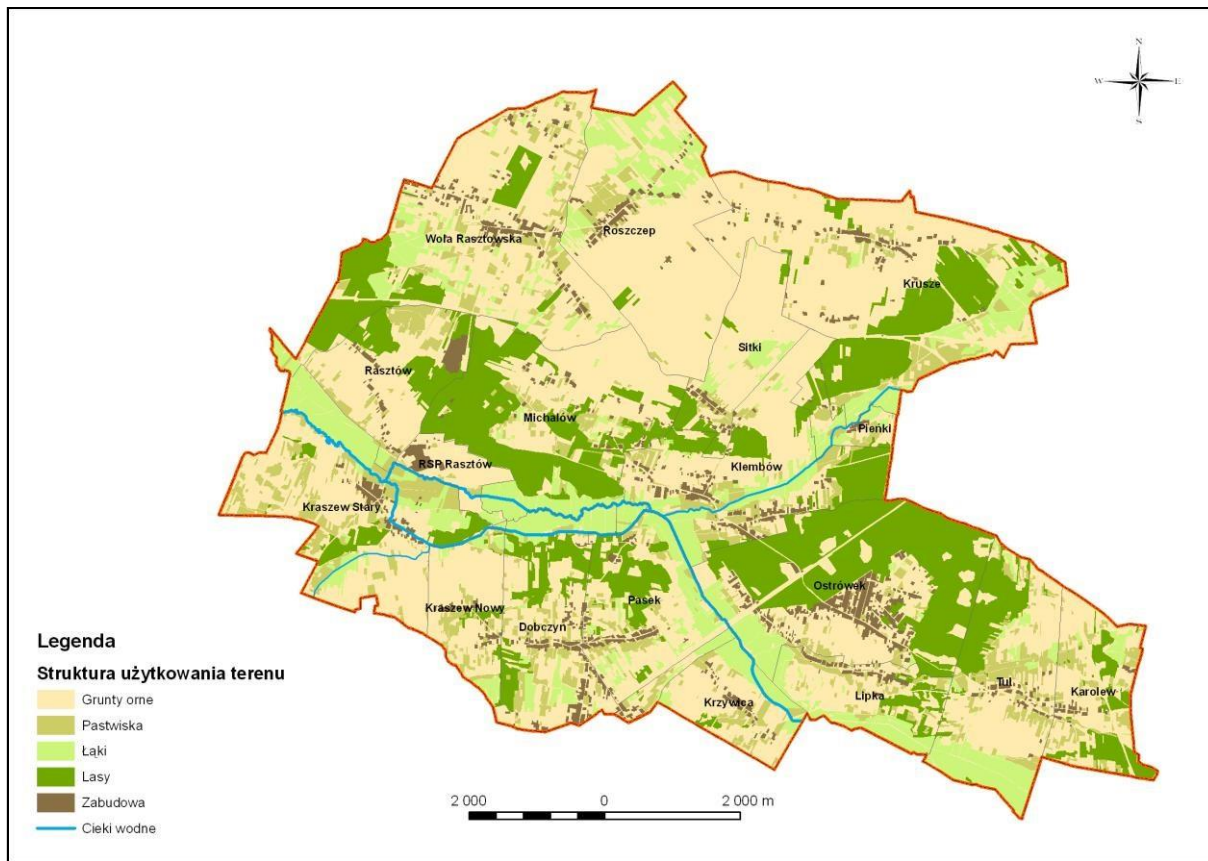 N
W E
S
Wola Rasztowska
Roszczep
Krusze
Sitki
Rasztów
Michałów
Pieńki
Klembów
RSP Rasztów
Kraszew Stary
Ostrówek
Kraszew Nowy
Pasek
Dobczyn
Tul
Karolew
Lipka
Krzywica
Legenda
Struktura użytkowania terenu
Grunty orne
Pastwiska
Łąki
Lasy
Zabudowa
Cieki wodne
2 000 0 2 000 m